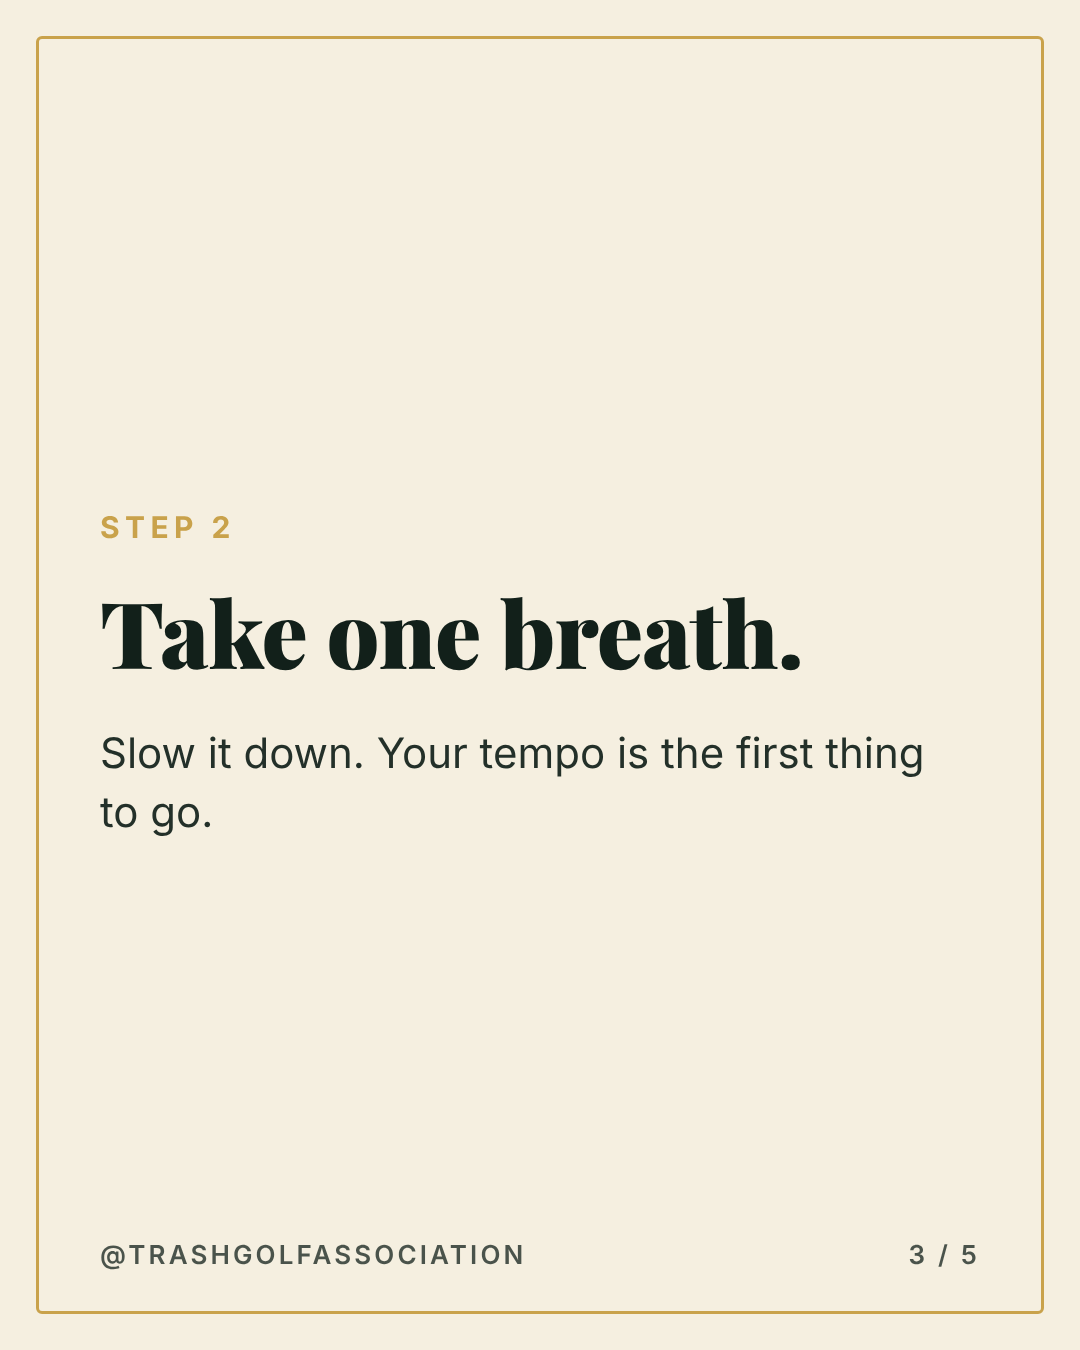 STEP 2
Take one breath.
Slow it down. Your tempo is the first thing
to go.
@TRASHGOLFASSOCIATION
3 / 5